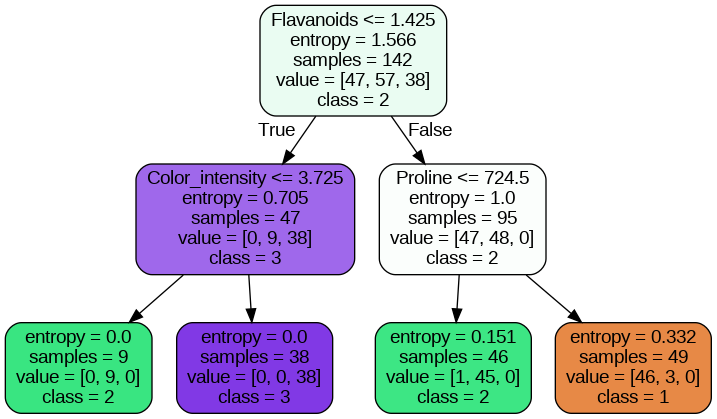 Flavanoids <= 1.425
entropy = 1.566
samples = 142
value = [47, 57, 38]
class = 2
True
False
Color_intensity <= 3.725
entropy = 0.705
samples = 47
value = [0, 9, 38]
class = 3
Proline <= 724.5
entropy = 1.0
samples = 95
value = [47, 48, 0]
class = 2
entropy = 0.0
samples = 9
value = [0, 9, 0]
class = 2
entropy = 0.0
samples = 38
value = [0, 0, 38]
class = 3
entropy = 0.151
samples = 46
value = [1, 45, 0]
class = 2
entropy = 0.332
samples = 49
value = [46, 3, 0]
class = 1